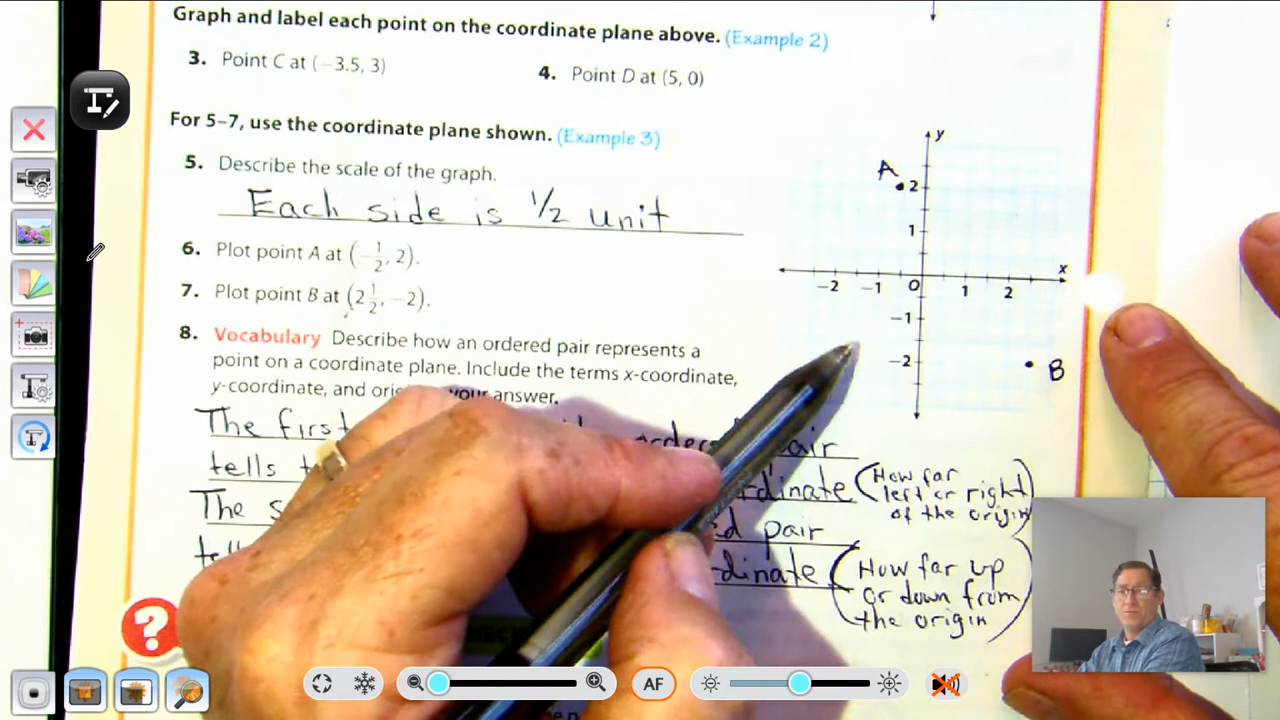 Graph and label each point on the coordinate plane above. (Example 2)
3. Point C at (−3.5, 3)
4. Point D at (5, 0)
For 5–7, use the coordinate plane shown. (Example 3)
5. Describe the scale of the graph.
Each side is 1/2 unit
6. Plot point A at (−1/2, 2).
7. Plot point B at (2 1/2, −2).
8. Vocabulary Describe how an ordered pair represents a
point on a coordinate plane. Include the terms x-coordinate,
y-coordinate, and your answer.
The first pair
tells
The
pair
(How far
left or right
of the origin)
(How far up
or down from
the origin)
y
A
2
1
x
−2 −1 O 1 2
−1
−2
B
?
AF